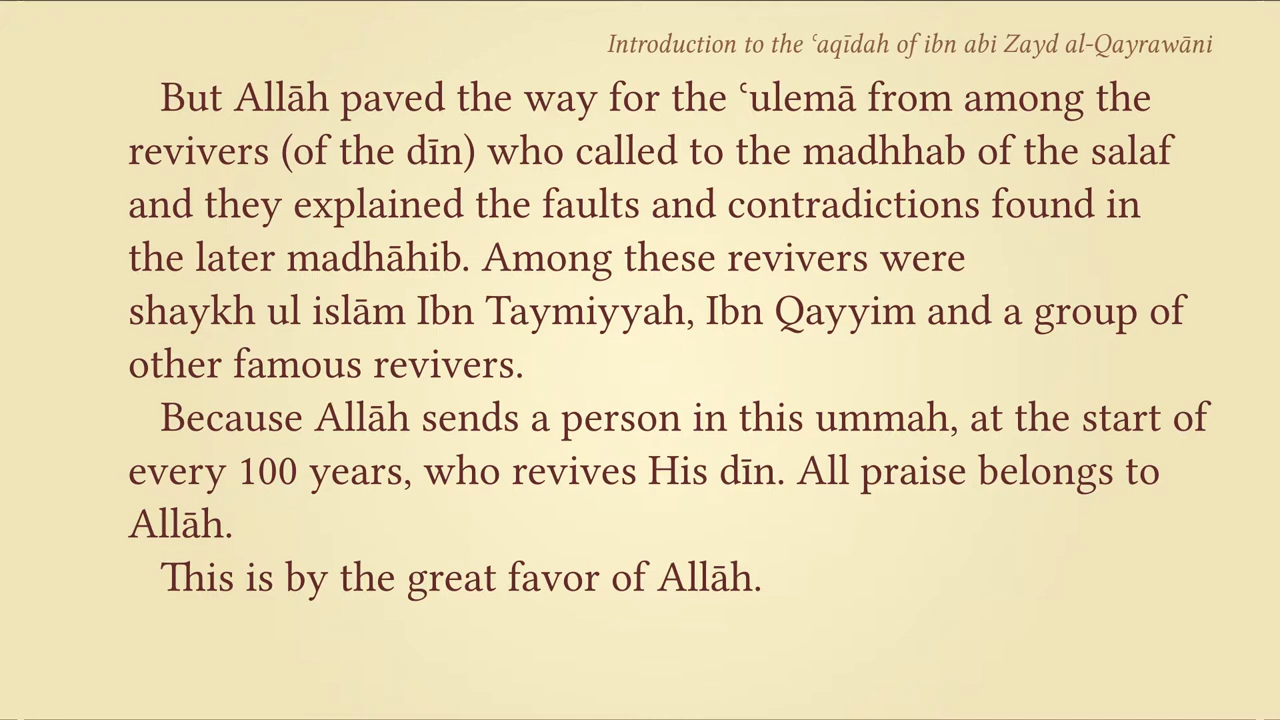 Introduction to the ʿaqīdah of ibn abi Zayd al-Qayrawāni
But Allāh paved the way for the ʿulemā from among the
revivers (of the dīn) who called to the madhhab of the salaf
and they explained the faults and contradictions found in
the later madhāhib. Among these revivers were
shaykh ul islām Ibn Taymiyyah, Ibn Qayyim and a group of
other famous revivers.
Because Allāh sends a person in this ummah, at the start of
every 100 years, who revives His dīn. All praise belongs to
Allāh.
This is by the great favor of Allāh.